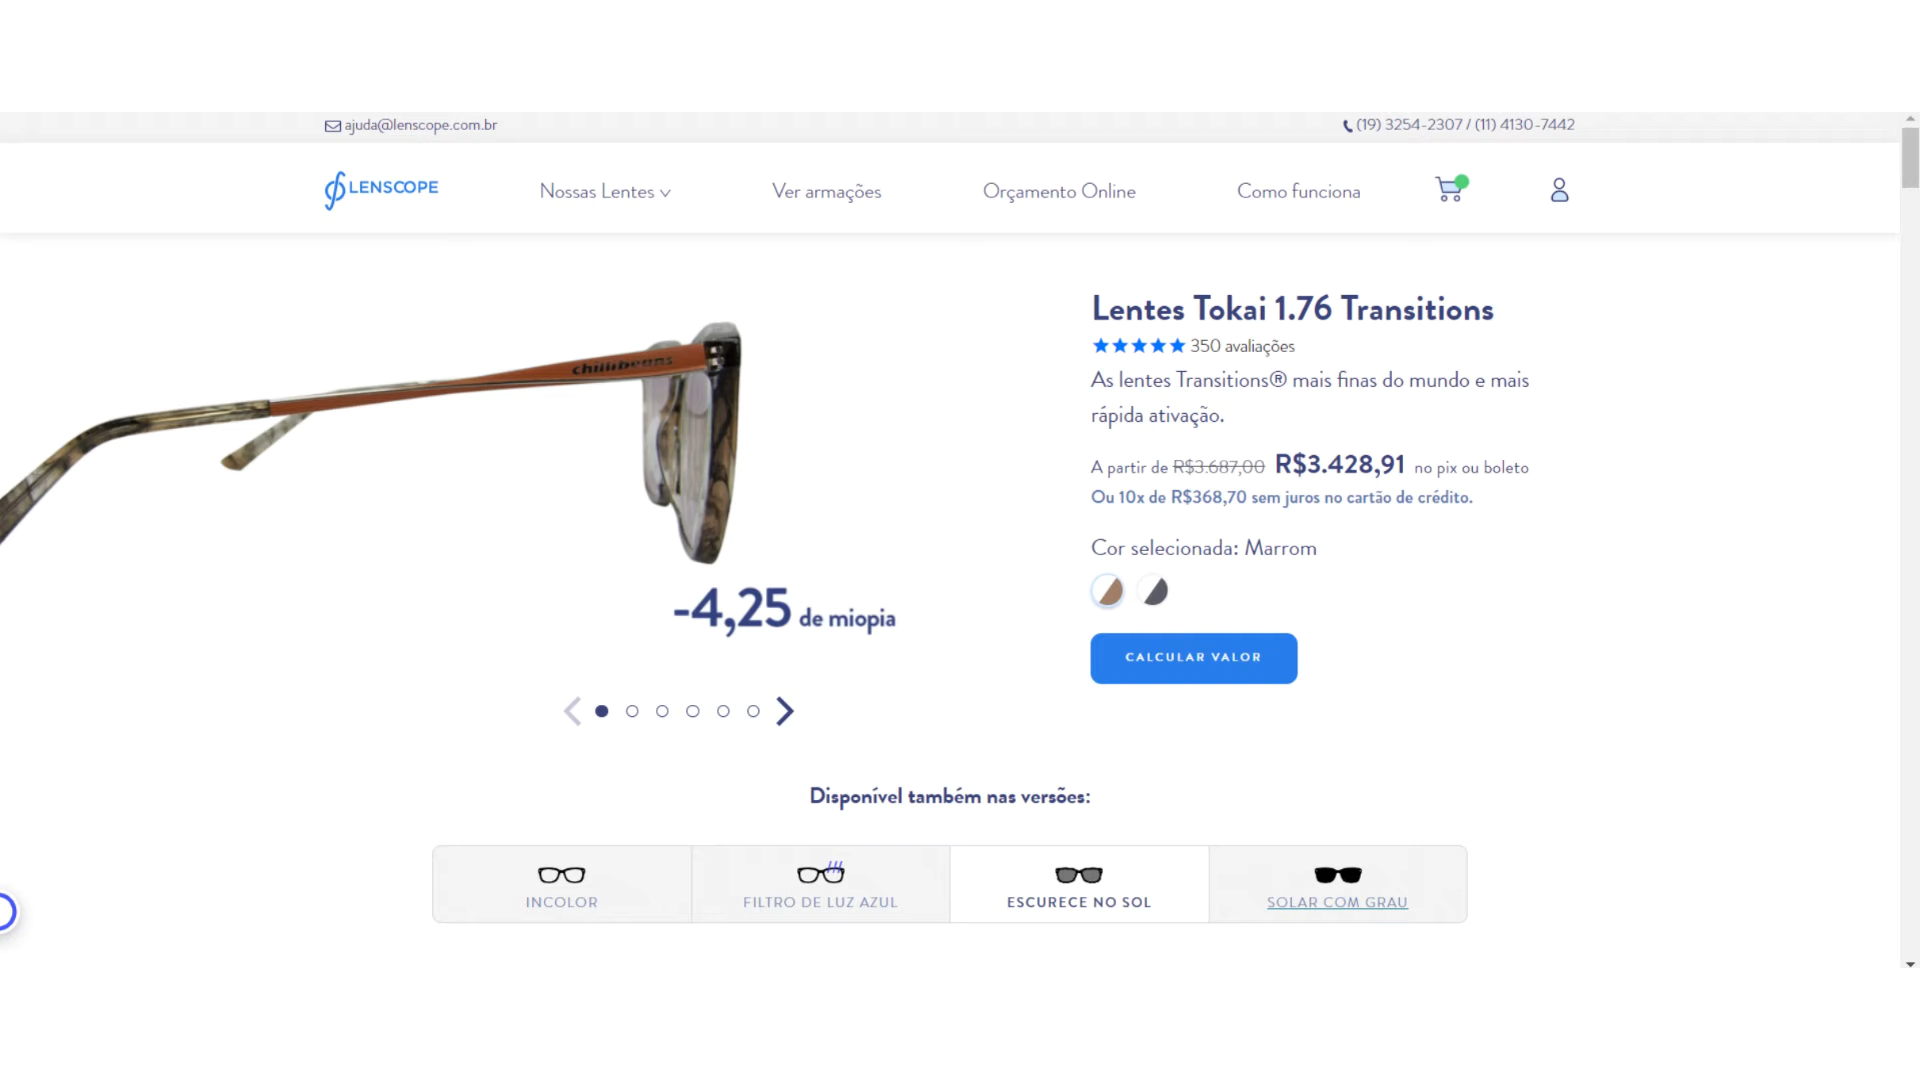 ajuda@lenscope.com.br
(19) 3254-2307 / (11) 4130-7442
LENSCOPE
Nossas Lentes
Ver armações
Orçamento Online
Como funciona
chillibeans
-4,25 de miopia
Lentes Tokai 1.76 Transitions
350 avaliações
As lentes Transitions® mais finas do mundo e mais
rápida ativação.
A partir de R$3.687,00 R$3.428,91 no pix ou boleto
Ou 10x de R$368,70 sem juros no cartão de crédito.
Cor selecionada: Marrom
CALCULAR VALOR
Disponível também nas versões:
INCOLOR
FILTRO DE LUZ AZUL
ESCURECE NO SOL
SOLAR COM GRAU